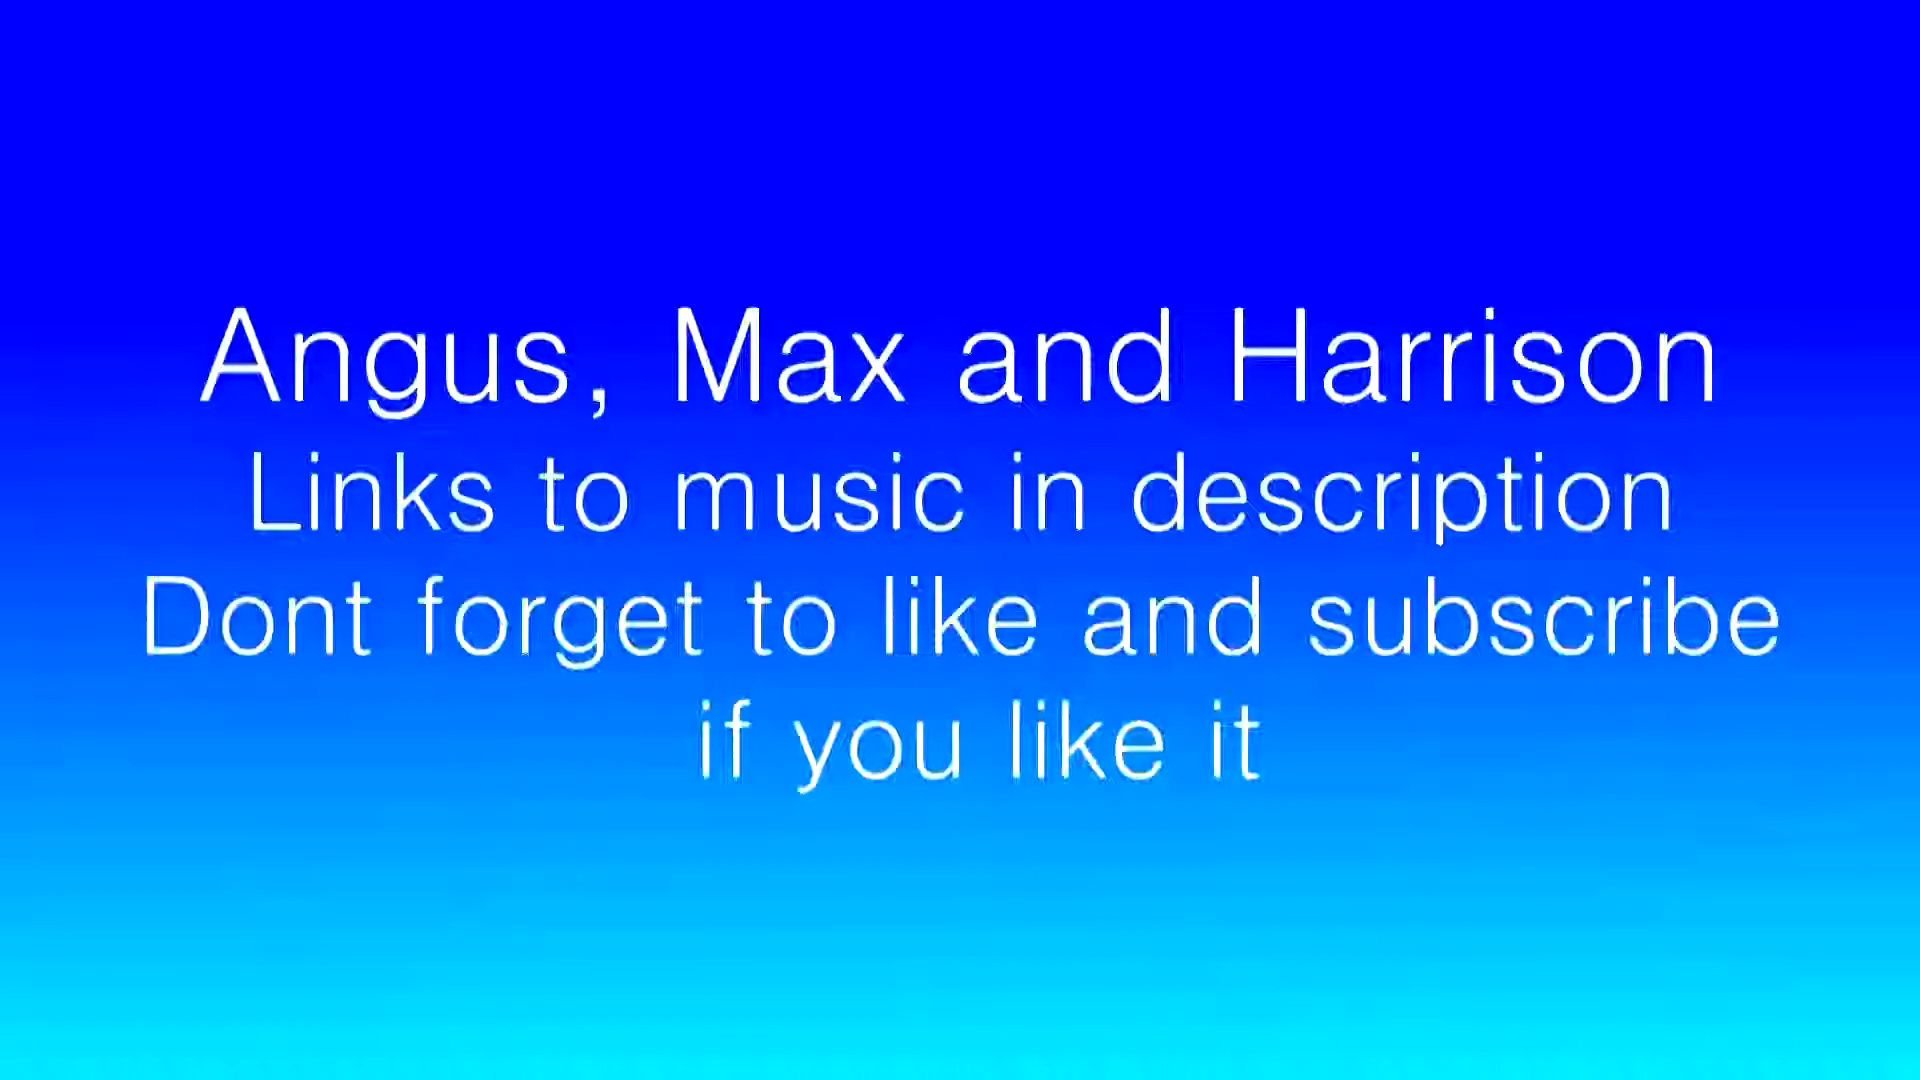 Angus, Max and Harrison
Links to music in description
Dont forget to like and subscribe
if you like it